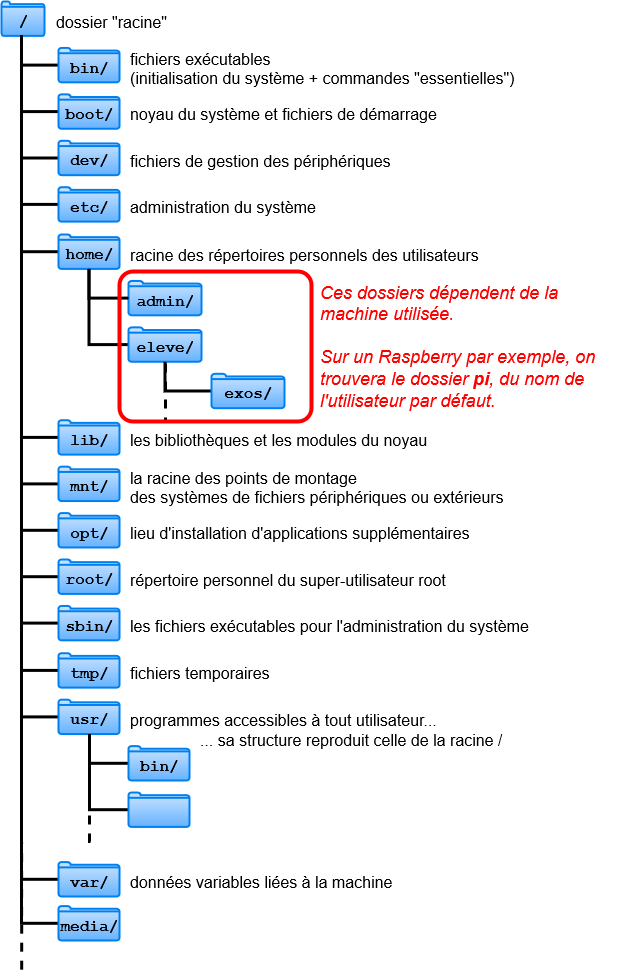 / dossier "racine"
bin/ fichiers exécutables
(initialisation du système + commandes "essentielles")
boot/ noyau du système et fichiers de démarrage
dev/ fichiers de gestion des périphériques
etc/ administration du système
home/ racine des répertoires personnels des utilisateurs
admin/
eleve/
exos/
Ces dossiers dépendent de la
machine utilisée.
Sur un Raspberry par exemple, on
trouvera le dossier pi, du nom de
l'utilisateur par défaut.
lib/ les bibliothèques et les modules du noyau
mnt/ la racine des points de montage
des systèmes de fichiers périphériques ou extérieurs
opt/ lieu d'installation d'applications supplémentaires
root/ répertoire personnel du super-utilisateur root
sbin/ les fichiers exécutables pour l'administration du système
tmp/ fichiers temporaires
usr/ programmes accessibles à tout utilisateur...
... sa structure reproduit celle de la racine /
bin/
var/ données variables liées à la machine
media/